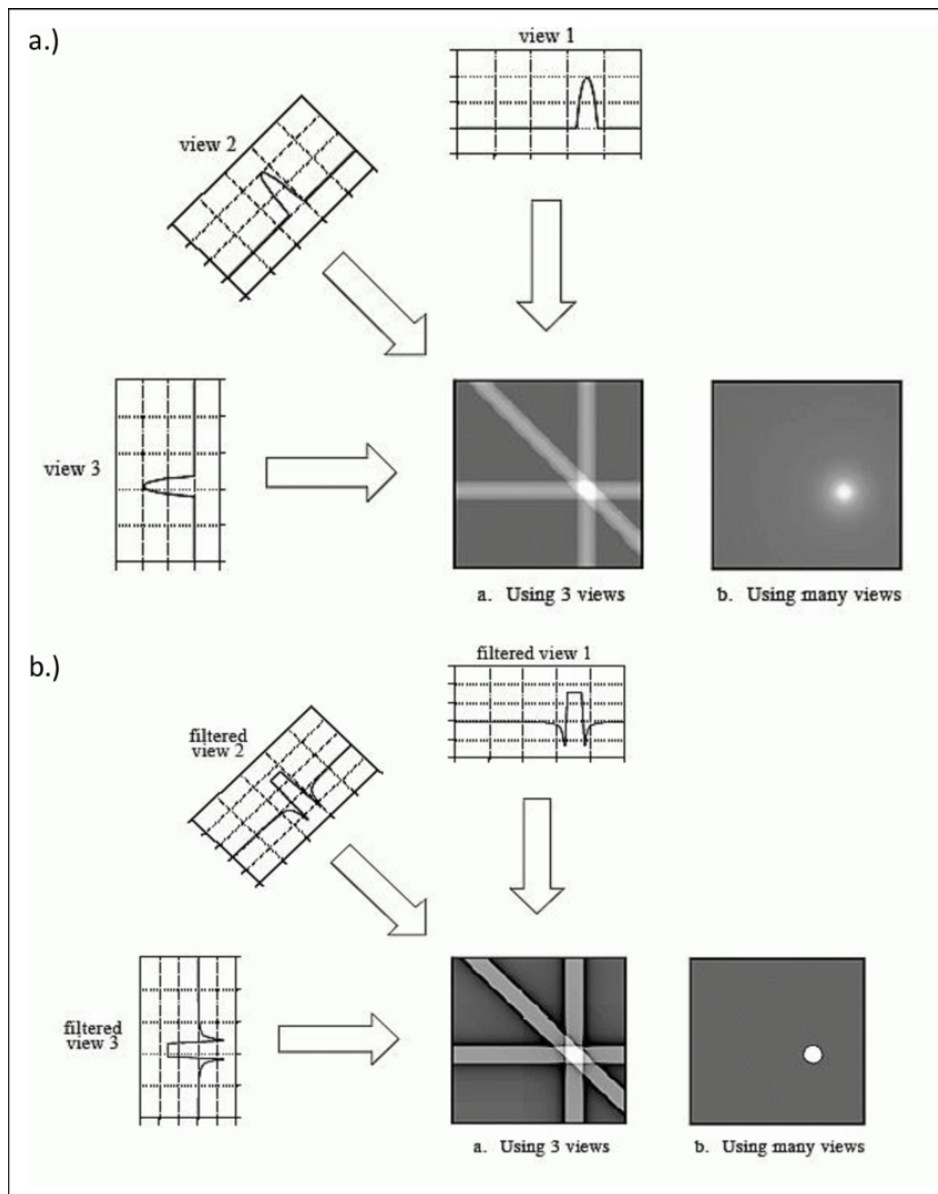 a.)
view 1
view 2
view 3
a. Using 3 views
b. Using many views
b.)
filtered view 1
filtered
view 2
filtered
view 3
a. Using 3 views
b. Using many views